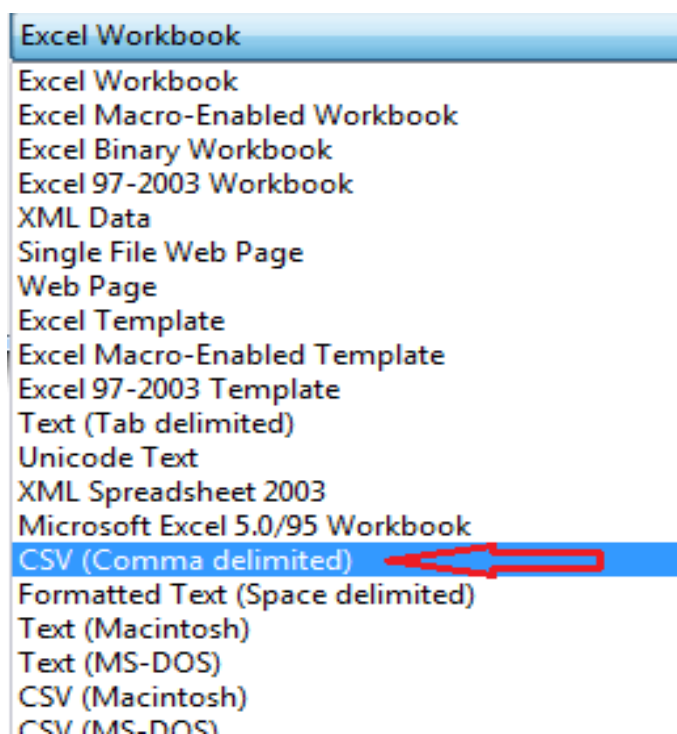 Excel Workbook
Excel Workbook
Excel Macro-Enabled Workbook
Excel Binary Workbook
Excel 97-2003 Workbook
XML Data
Single File Web Page
Web Page
Excel Template
Excel Macro-Enabled Template
Excel 97-2003 Template
Text (Tab delimited)
Unicode Text
XML Spreadsheet 2003
Microsoft Excel 5.0/95 Workbook
CSV (Comma delimited)
Formatted Text (Space delimited)
Text (Macintosh)
Text (MS-DOS)
CSV (Macintosh)
CSV (MS-DOS)